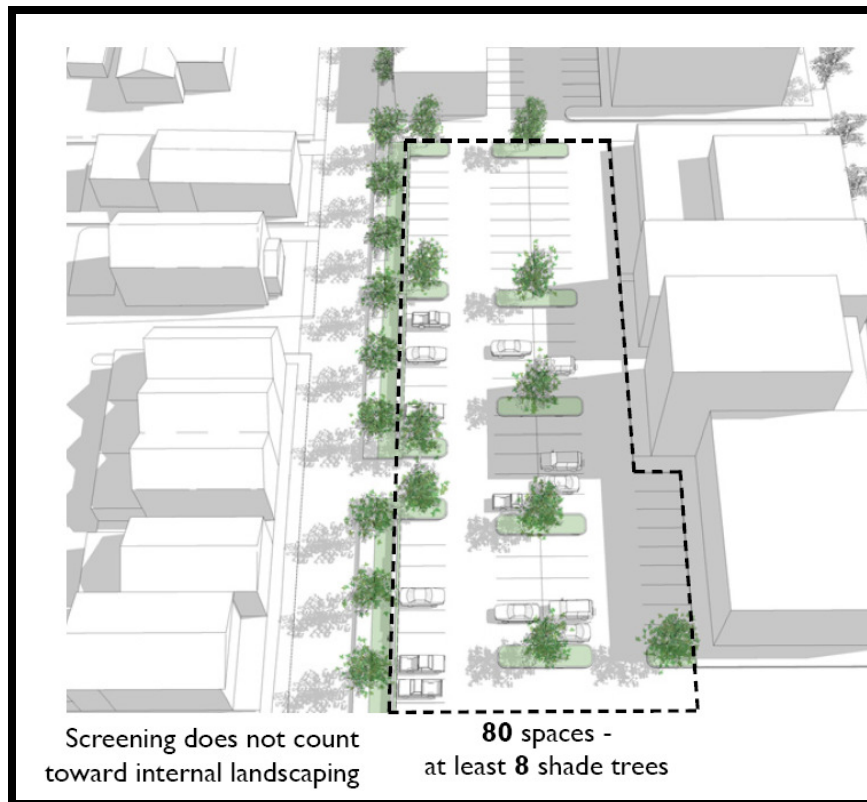 Screening does not count
toward internal landscaping
80 spaces -
at least 8 shade trees